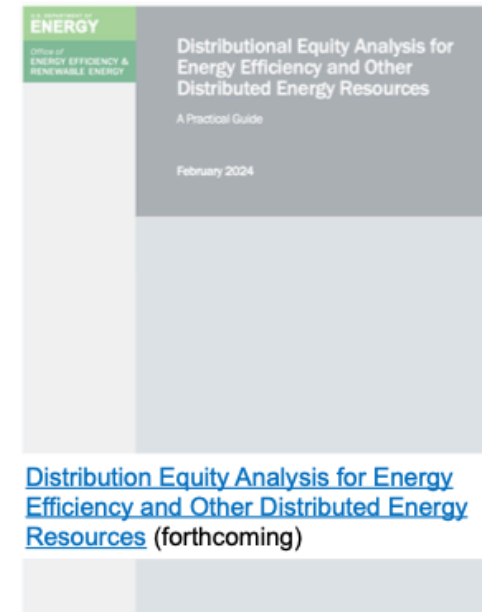 U.S. DEPARTMENT OF
ENERGY
Office of
ENERGY EFFICIENCY &
RENEWABLE ENERGY
Distributional Equity Analysis for
Energy Efficiency and Other
Distributed Energy Resources
A Practical Guide
February 2024
Distribution Equity Analysis for Energy
Efficiency and Other Distributed Energy
Resources (forthcoming)